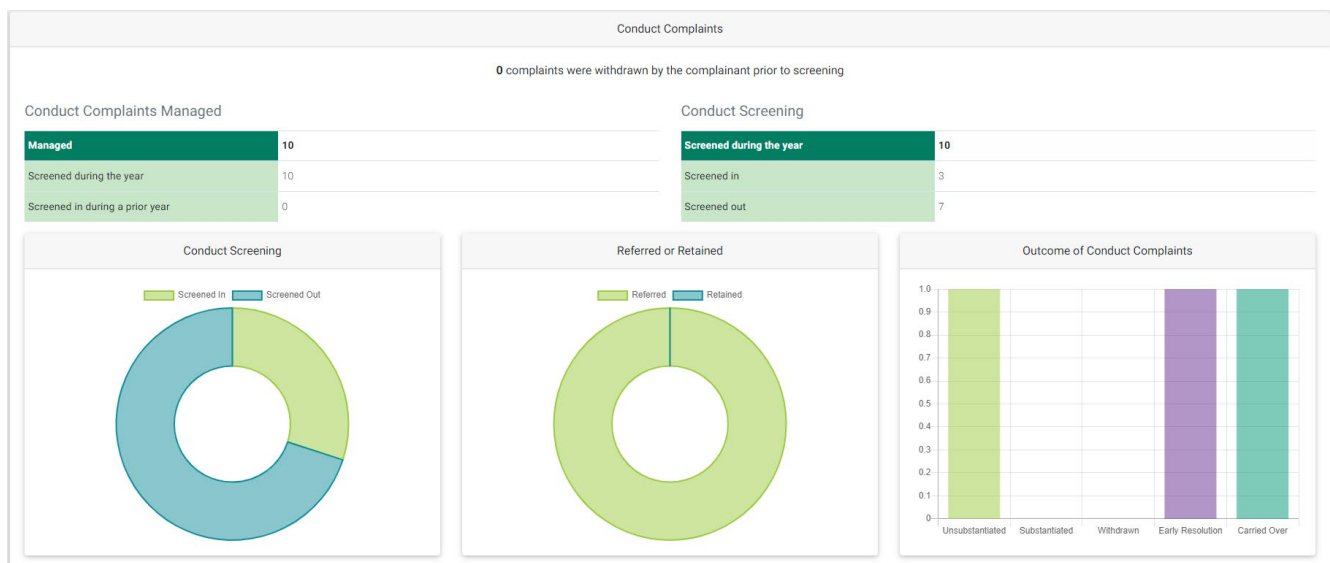 Conduct Complaints
0 complaints were withdrawn by the complainant prior to screening
Conduct Complaints Managed
Managed 10
Screened during the year 10
Screened in during a prior year 0
Conduct Screening
Screened during the year 10
Screened in 3
Screened out 7
Conduct Screening
Screened In Screened Out
Referred or Retained
Referred Retained
Outcome of Conduct Complaints
1.0
0.9
0.8
0.7
0.6
0.5
0.4
0.3
0.2
0.1
0
Unsubstantiated Substantiated Withdrawn Early Resolution Carried Over